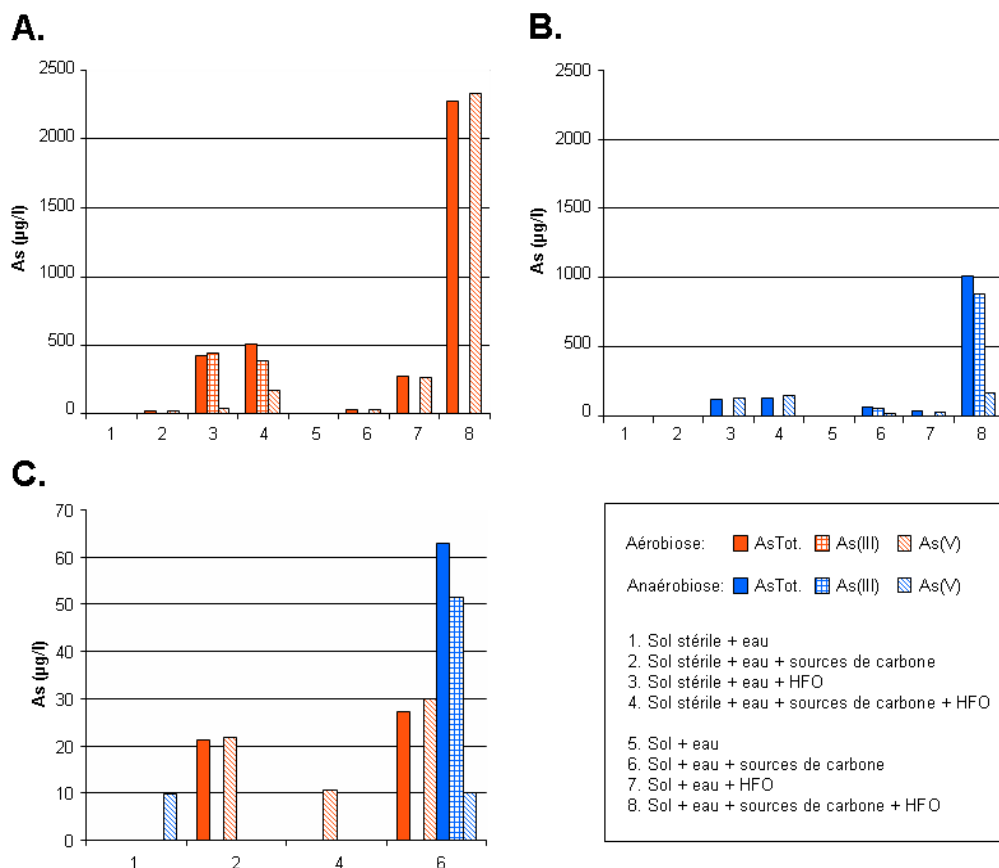 A.
2500
2000
1500
1000
500
0
As (µg/l)
1 2 3 4 5 6 7 8
B.
2500
2000
1500
1000
500
0
As (µg/l)
1 2 3 4 5 6 7 8
C.
70
60
50
40
30
20
10
0
As (µg/l)
1 2 4 6
Aérobiose: AsTot. As(III) As(V)
Anaérobiose: AsTot. As(III) As(V)
1. Sol stérile + eau
2. Sol stérile + eau + sources de carbone
3. Sol stérile + eau + HFO
4. Sol stérile + eau + sources de carbone + HFO
5. Sol + eau
6. Sol + eau + sources de carbone
7. Sol + eau + HFO
8. Sol + eau + sources de carbone + HFO